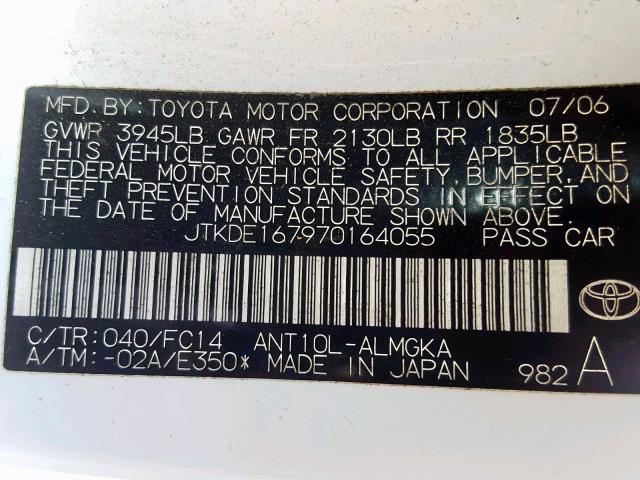 MFD. BY: TOYOTA MOTOR CORPORATION 07/06
GVWR 3945LB GAWR FR 2130LB RR 1835LB
THIS VEHICLE CONFORMS TO ALL APPLICABLE
FEDERAL MOTOR VEHICLE SAFETY, BUMPER, AND
THEFT PREVENTION STANDARDS IN EFFECT ON
THE DATE OF MANUFACTURE SHOWN ABOVE.
JTKDE167970164055 PASS CAR
C/TR: 040/FC14 ANT10L-ALMGKA
A/TM: -02A/E350* MADE IN JAPAN 982 A